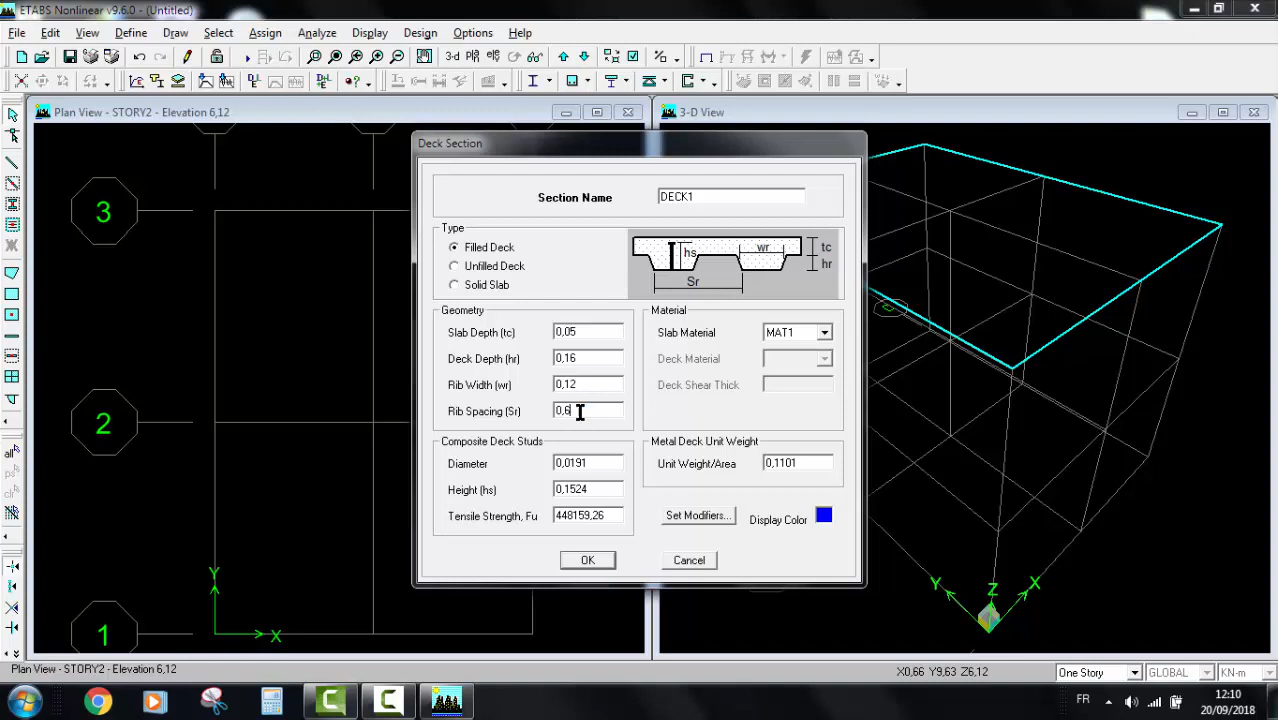 ETABS Nonlinear v9.6.0 - (Untitled)
File Edit View Define Draw Select Assign Analyze Display Design Options Help
3-d
Plan View - STORY2 - Elevation 6,12
3-D View
Deck Section
Section Name DECK1
Type
Filled Deck
Unfilled Deck
Solid Slab
hs wr tc
hr
Sr
Geometry
Slab Depth (tc) 0,05
Deck Depth (hr) 0,16
Rib Width (wr) 0,12
Rib Spacing (Sr) 0,6
Material
Slab Material MAT1
Deck Material
Deck Shear Thick
Composite Deck Studs
Diameter 0,0191
Height (hs) 0,1524
Tensile Strength, Fu 448159,26
Metal Deck Unit Weight
Unit Weight/Area 0,1101
Set Modifiers... Display Color
OK Cancel
3
2
1
Y
X
Y
Z
X
all
ps
clr
Plan View - STORY2 - Elevation 6,12
X0,66 Y9,63 Z6,12
One Story GLOBAL KN-m
FR
12:10
20/09/2018